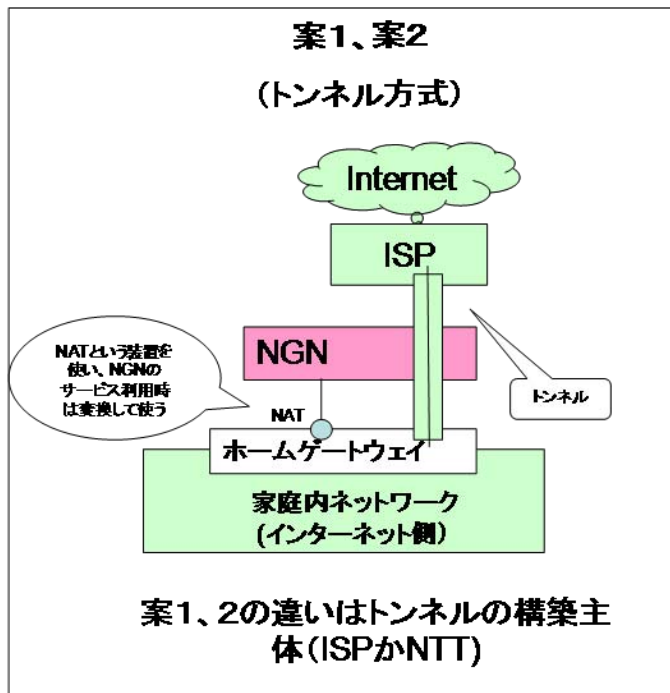 案1、案2
(トンネル方式)
Internet
ISP
NATという装置を
使い、NGNの
サービス利用時
は変換して使う
NGN
トンネル
NAT
ホームゲートウェイ
家庭内ネットワーク
(インターネット側)
案1、2の違いはトンネルの構築主
体(ISPかNTT)